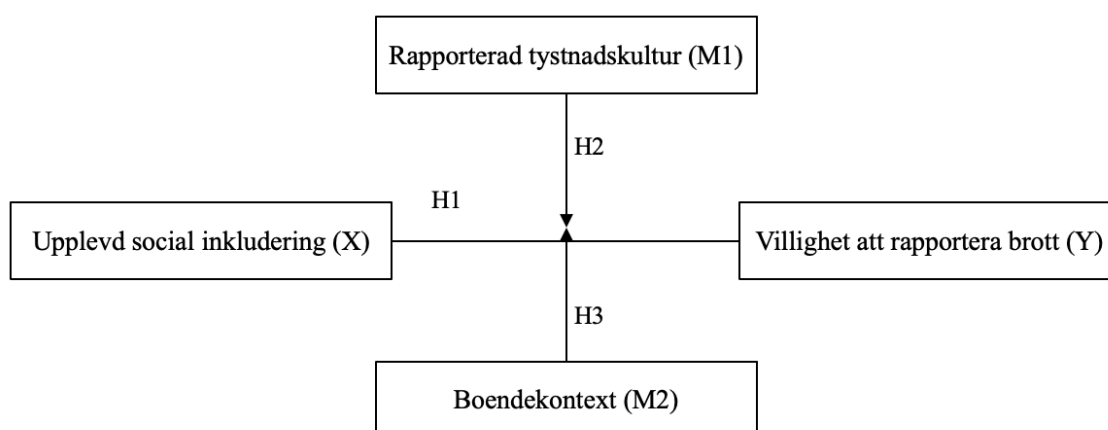 Rapporterad tystnadskultur (M1)
H2
H1
Upplevd social inkludering (X)
Villighet att rapportera brott (Y)
H3
Boendekontext (M2)